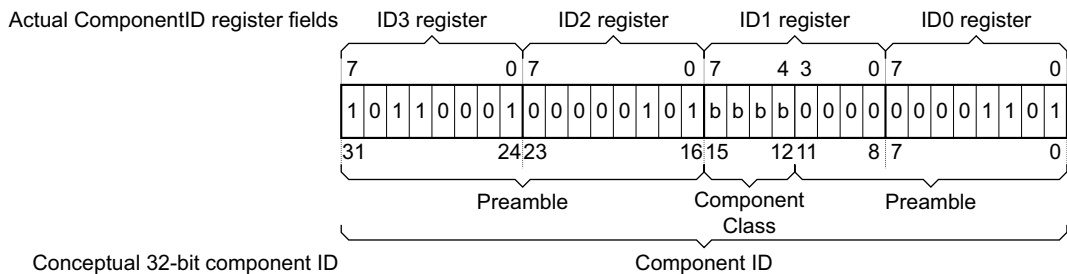 Actual ComponentID register fields ID3 register ID2 register ID1 register ID0 register
7 0 7 0 7 4 3 0 7 0
1 0 1 1 0 0 0 1 0 0 0 0 0 1 0 1 b b b b 0 0 0 0 0 0 0 0 1 1 0 1
31 24 23 16 15 12 11 8 7 0
Preamble Component Preamble
Class
Conceptual 32-bit component ID Component ID